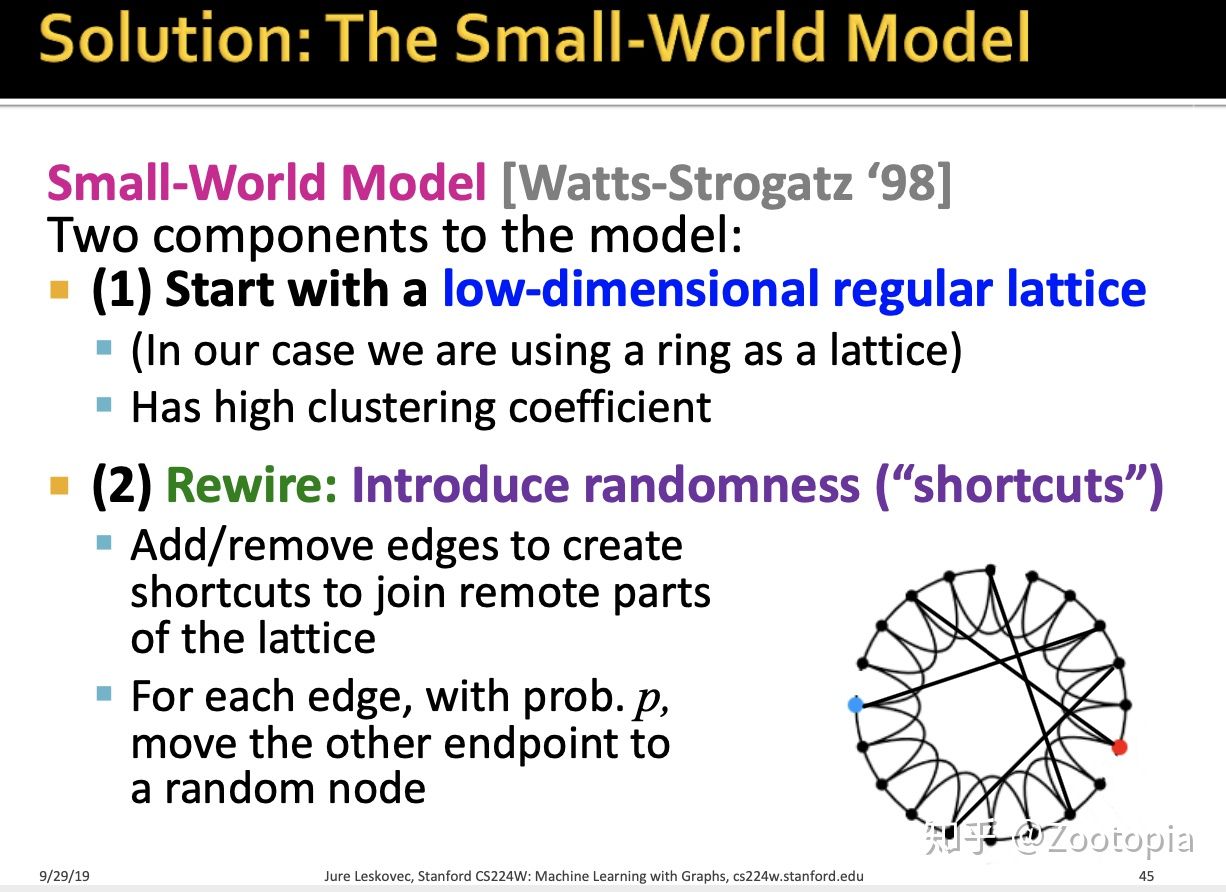 Solution: The Small-World Model
Small-World Model [Watts-Strogatz ‘98]
Two components to the model:
(1) Start with a low-dimensional regular lattice
(In our case we are using a ring as a lattice)
Has high clustering coefficient
(2) Rewire: Introduce randomness (“shortcuts”)
Add/remove edges to create
shortcuts to join remote parts
of the lattice
For each edge, with prob. p,
move the other endpoint to
a random node
知乎 @Zootopia
9/29/19
Jure Leskovec, Stanford CS224W: Machine Learning with Graphs, cs224w.stanford.edu
45